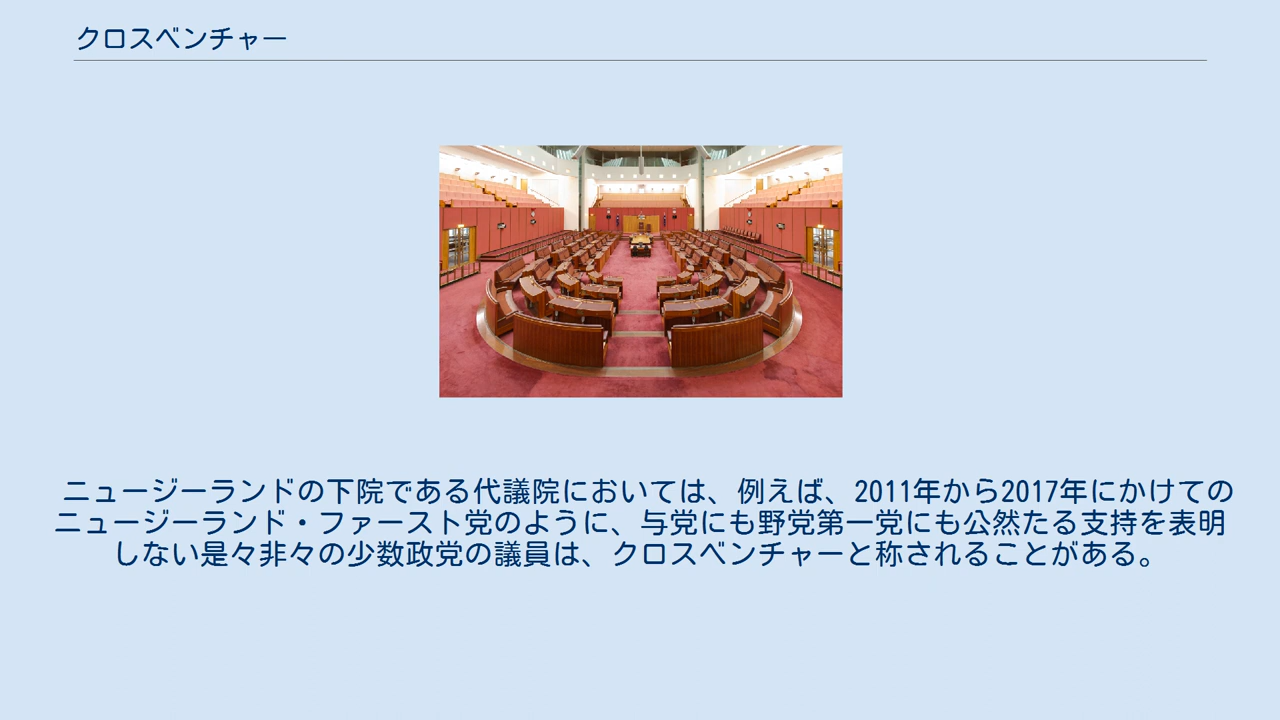 クロスベンチャー
ニュージーランドの下院である代議院においては、例えば、2011年から2017年にかけての
ニュージーランド・ファースト党のように、与党にも野党第一党にも公然たる支持を表明
しない是々非々の少数政党の議員は、クロスベンチャーと称されることがある。